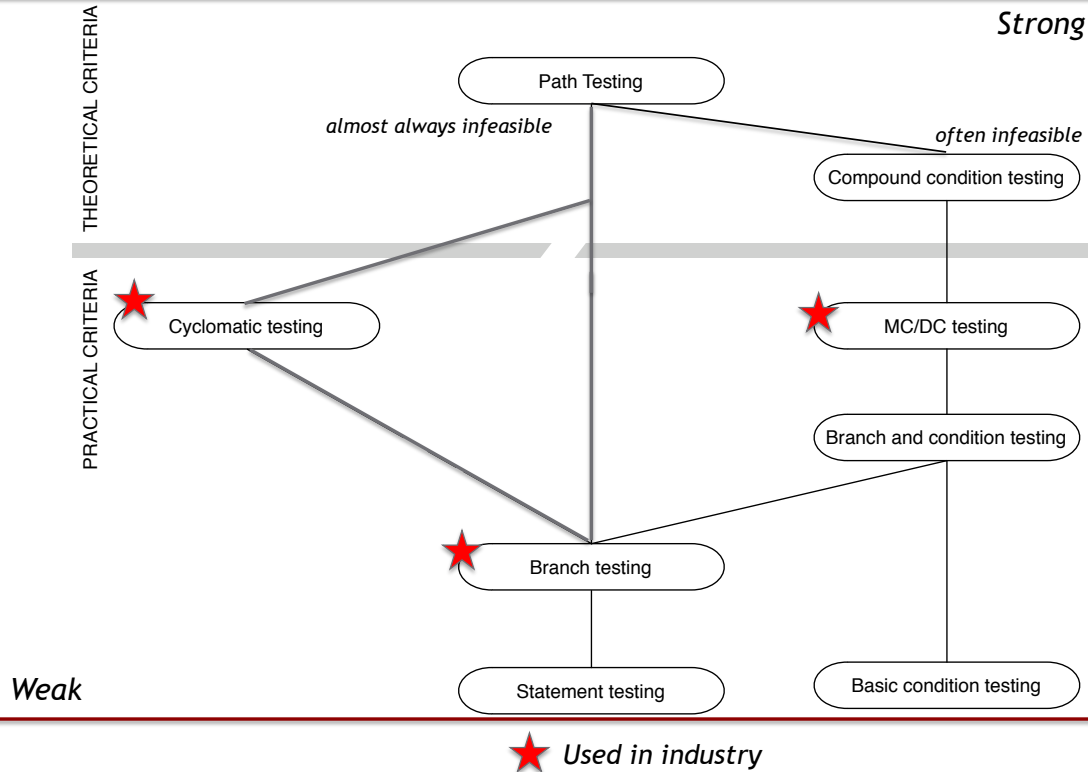 Strong
THEORETICAL CRITERIA
Path Testing
almost always infeasible
often infeasible
Compound condition testing
PRACTICAL CRITERIA
Cyclomatic testing
MC/DC testing
Branch and condition testing
Branch testing
Weak
Statement testing
Basic condition testing
Used in industry